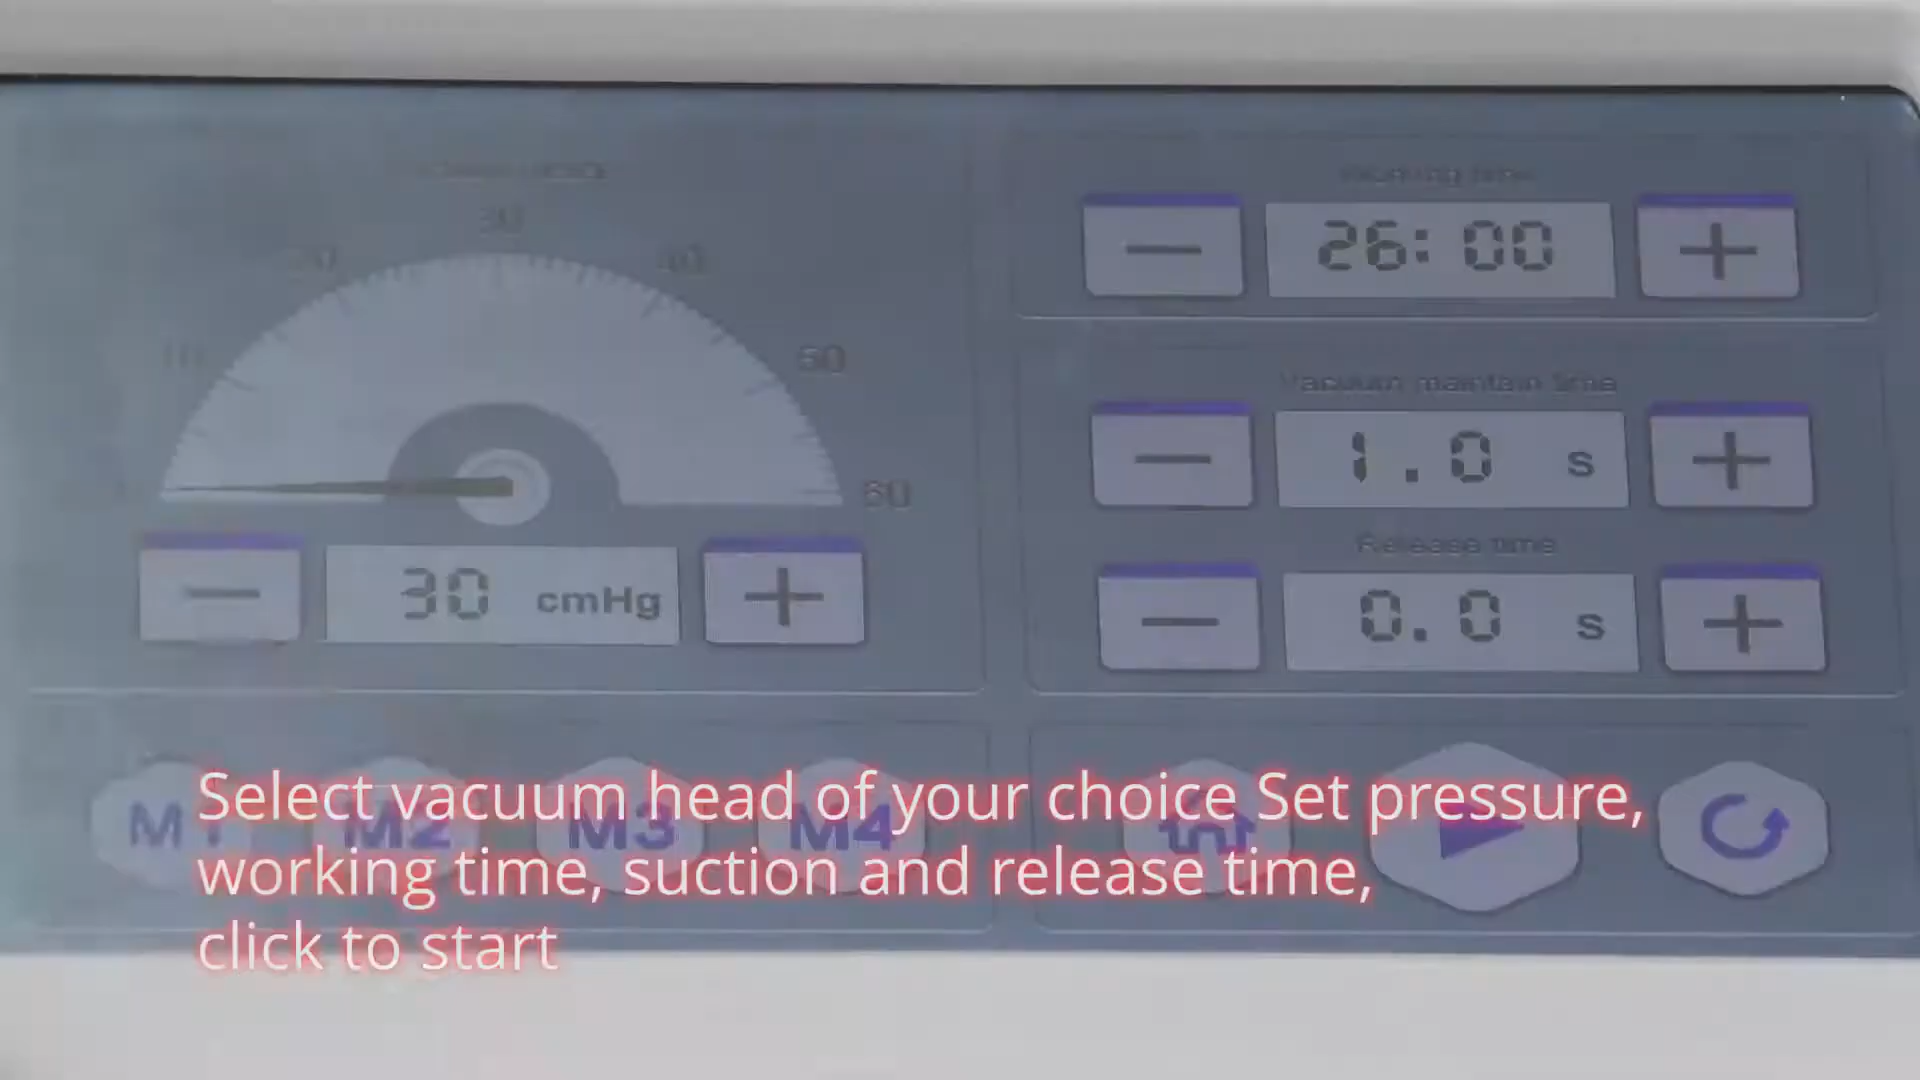 30
20
40
10
50
60
Working time
26:00
Vacuum maintain time
1.0 s
Release time
30 cmHg
0.0 s
M1 M2 M3 M4
Select vacuum head of your choice Set pressure,
working time, suction and release time,
click to start